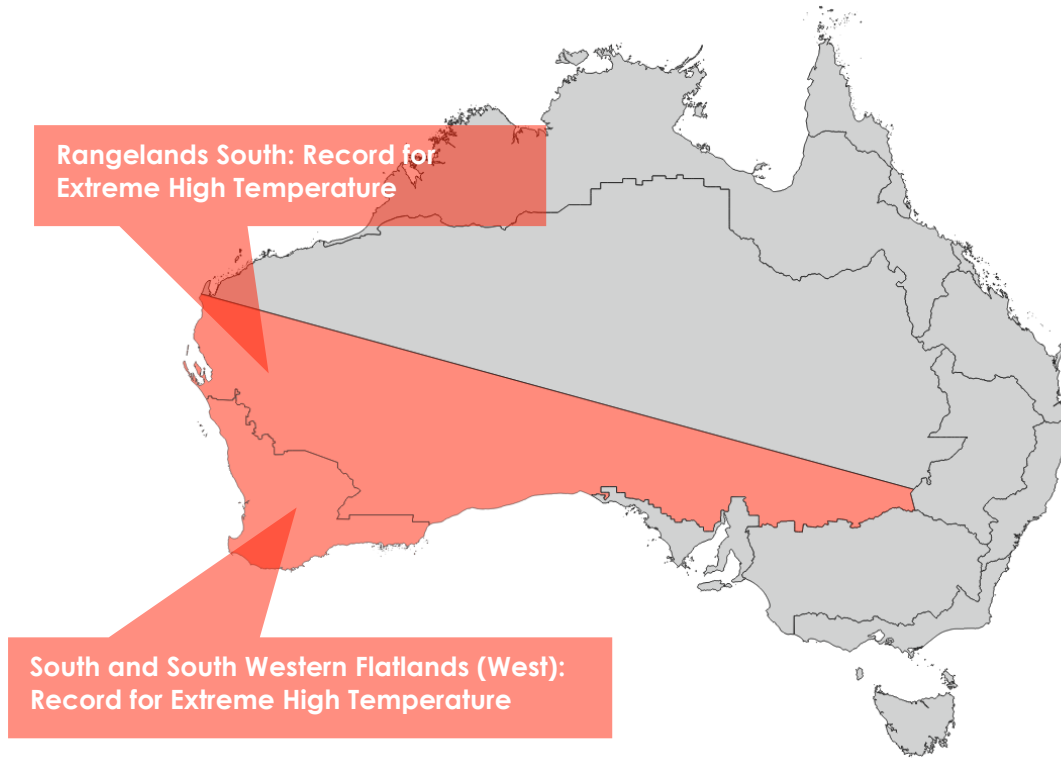 Rangelands South: Record for
Extreme High Temperature
South and South Western Flatlands (West):
Record for Extreme High Temperature